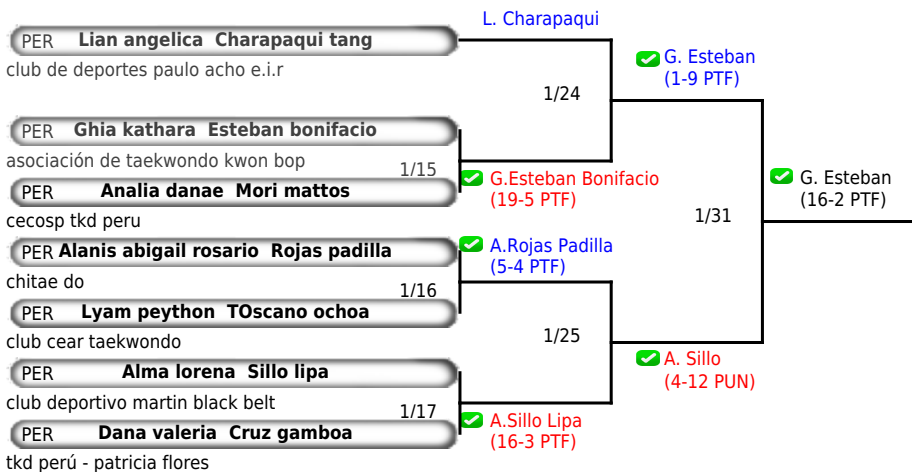 L. Charapaqui
PER Lian angelica Charapaqui tang
club de deportes paulo acho e.i.r
G. Esteban
(1-9 PTF)
1/24
PER Ghia kathara Esteban bonifacio
asociación de taekwondo kwon bop
1/15
G.Esteban Bonifacio
(19-5 PTF)
PER Analia danae Mori mattos
cecosp tkd peru
G. Esteban
(16-2 PTF)
1/31
PER Alanis abigail rosario Rojas padilla
chitae do
A.Rojas Padilla
(5-4 PTF)
1/16
PER Lyam peython TOscano ochoa
club cear taekwondo
1/25
A. Sillo
(4-12 PUN)
PER Alma lorena Sillo lipa
club deportivo martin black belt
1/17
A.Sillo Lipa
(16-3 PTF)
PER Dana valeria Cruz gamboa
tkd perú - patricia flores